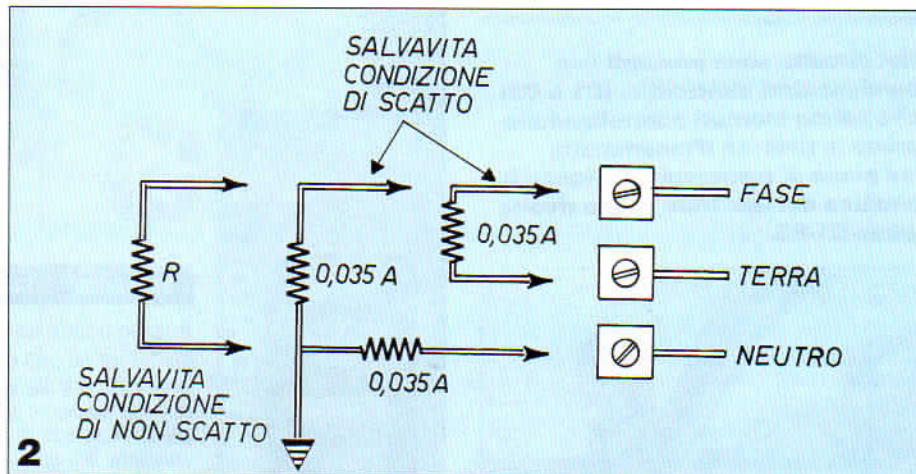 SALVAVITA
CONDIZIONE
DI SCATTO
FASE
0,035 A
R
0,035 A
TERRA
NEUTRO
0,035 A
SALVAVITA
CONDIZIONE
DI NON SCATTO
2